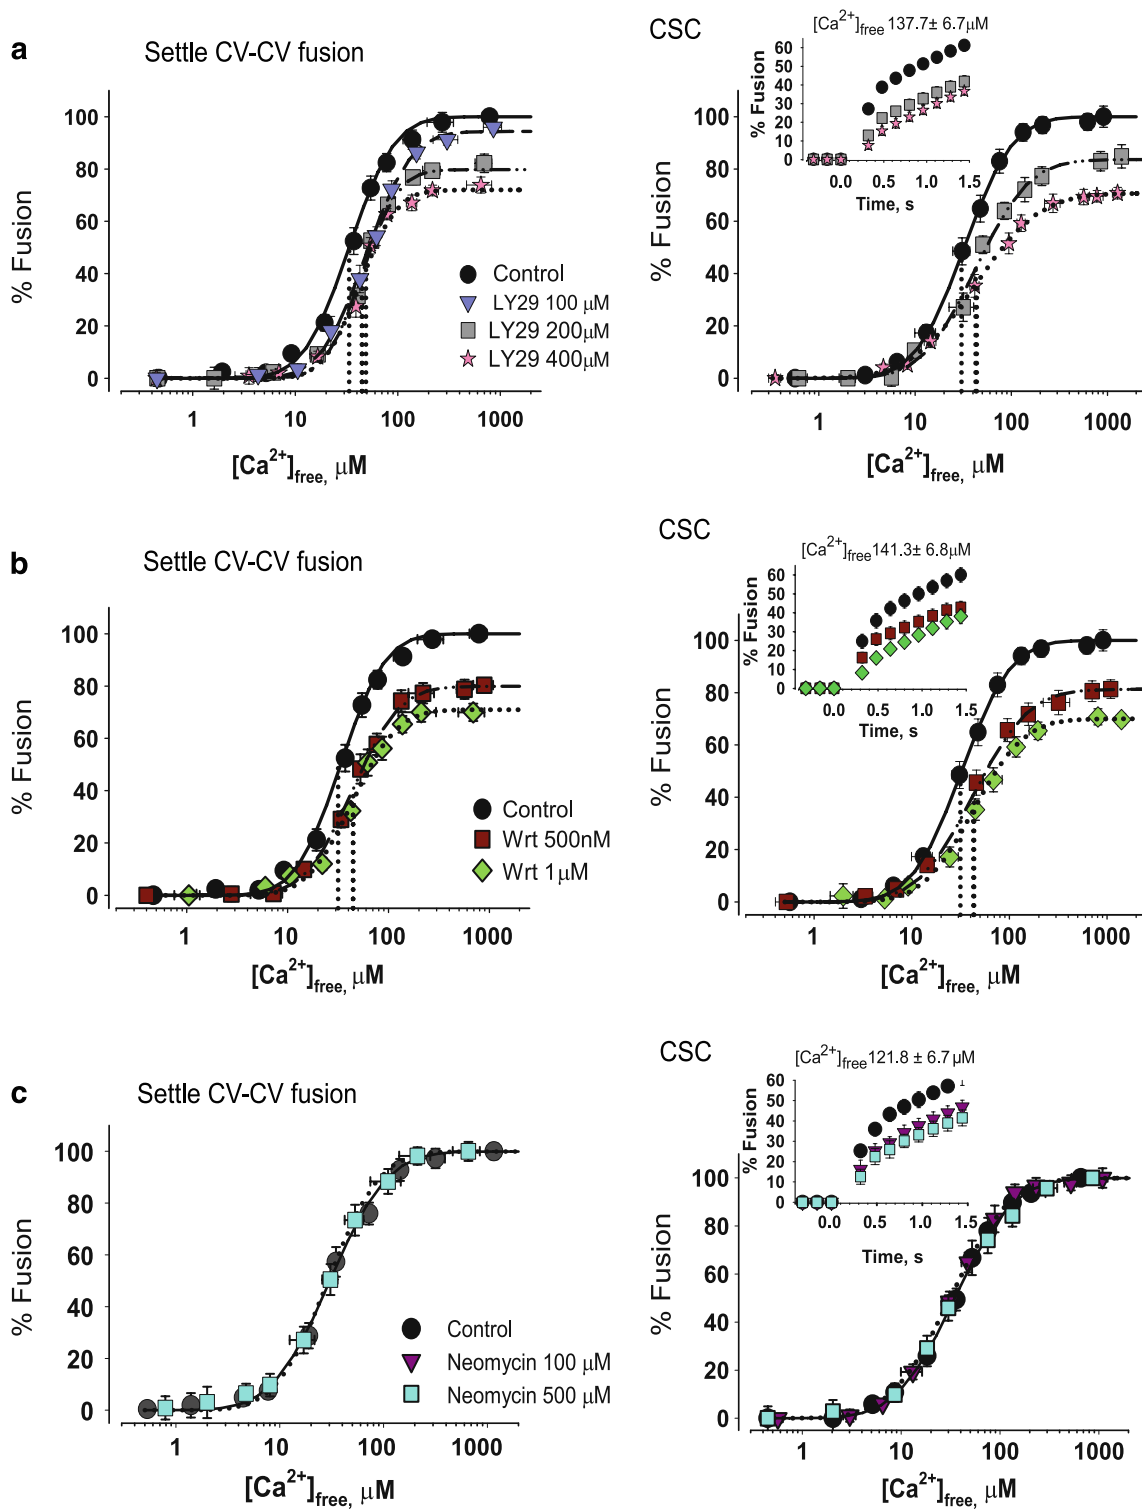 a
Settle CV-CV fusion
% Fusion
100
80
60
40
20
0
1
10
100
1000
[Ca2+]free, μM
Control
LY29 100 μM
LY29 200μM
LY29 400μM
CSC
[Ca2+]free 137.7± 6.7μM
% Fusion
60
50
40
30
20
10
0
0.0
0.5
1.0
1.5
Time, s
% Fusion
100
80
60
40
20
0
1
10
100
1000
[Ca2+]free, μM
b
Settle CV-CV fusion
% Fusion
100
80
60
40
20
0
1
10
100
1000
[Ca2+]free, μM
Control
Wrt 500nM
Wrt 1μM
CSC
[Ca2+]free 141.3± 6.8μM
% Fusion
60
50
40
30
20
10
0
0.0
0.5
1.0
1.5
Time, s
% Fusion
100
80
60
40
20
0
1
10
100
1000
[Ca2+]free, μM
c
Settle CV-CV fusion
% Fusion
100
80
60
40
20
0
1
10
100
1000
[Ca2+]free, μM
Control
Neomycin 100 μM
Neomycin 500 μM
CSC
[Ca2+]free 121.8 ± 6.7 μM
% Fusion
60
50
40
30
20
10
0
0.0
0.5
1.0
1.5
Time, s
% Fusion
100
80
60
40
20
0
1
10
100
1000
[Ca2+]free, μM